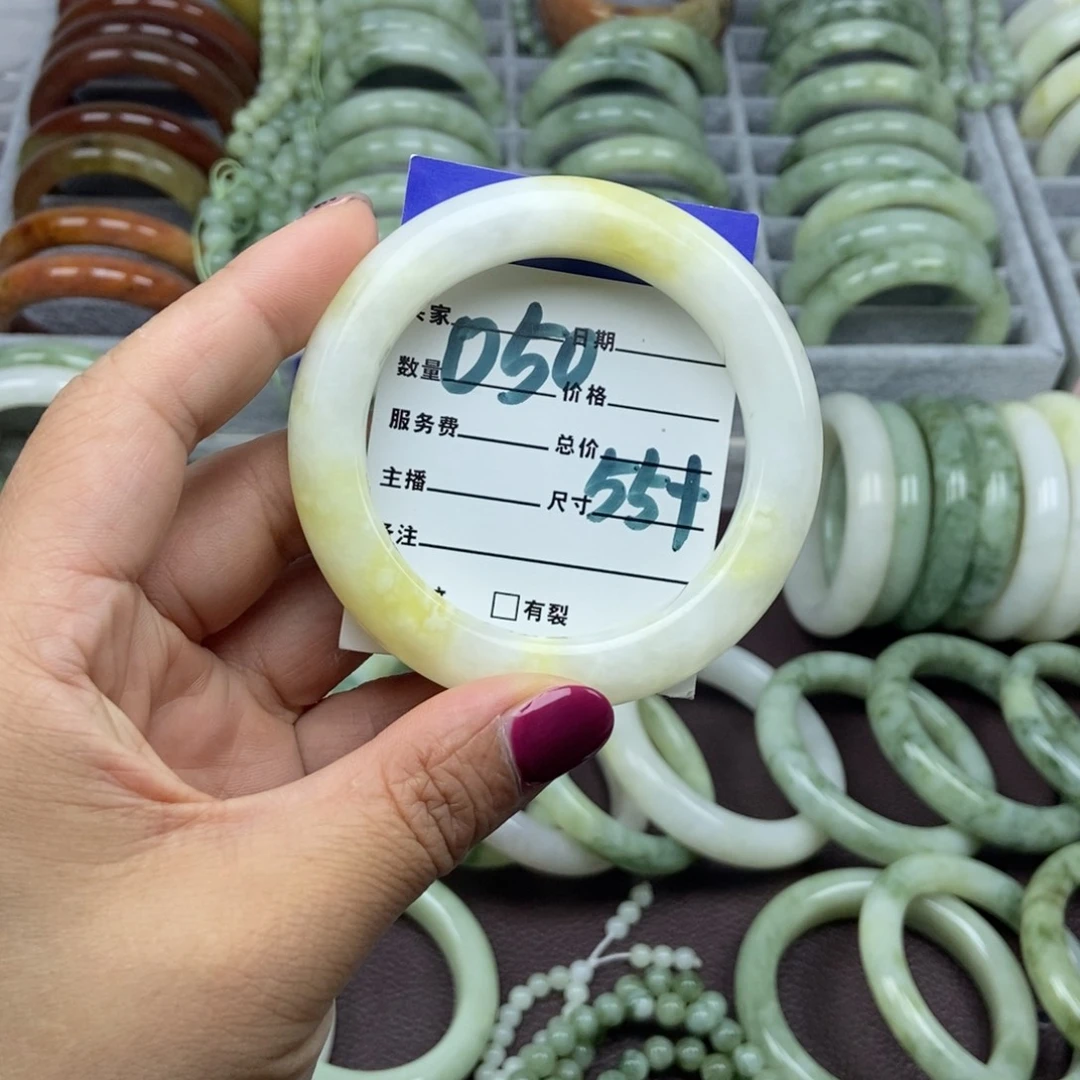 家 日期
D50
数量 价格
服务费 总价
主播 尺寸 55+
注
有裂